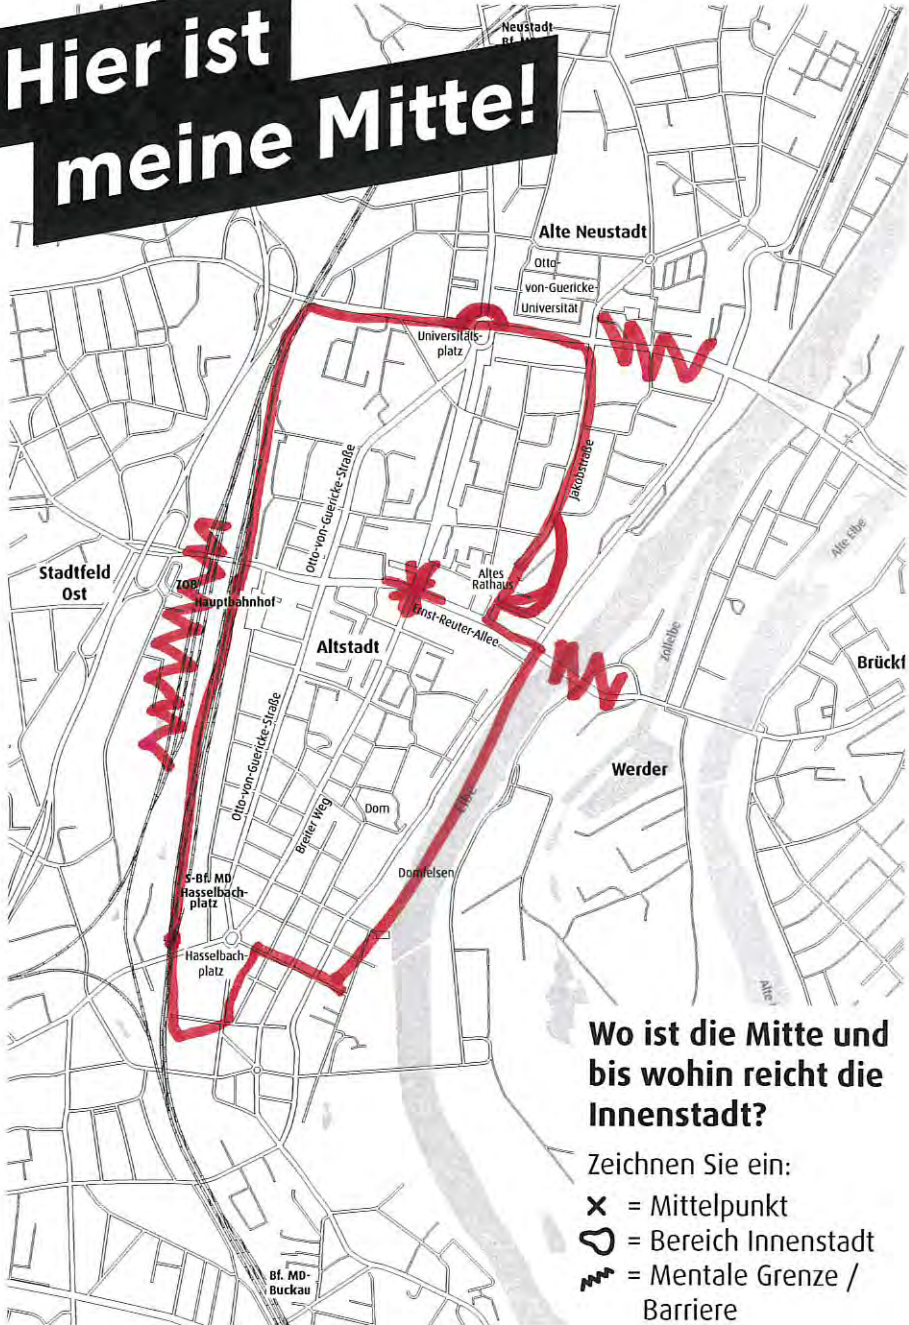 Hier ist
meine Mitte!
Neustadt
Alte Neustadt
Otto-
von-Guericke-
Universität
Universitäts-
platz
Otto-von-Guericke-Straße
Jakobstraße
Alte Elbe
Stadtfeld
Ost
ZOB
Hauptbahnhof
Altes
Rathaus
Ernst-Reuter-Allee
Altstadt
Zollelbe
Brückf
Werder
Otto-von-Guericke-Straße
Breiter Weg
Dom
Elbe
Domfelsen
S-Bf. MD
Hasselbach-
platz
Hasselbach-
platz
Alte
Wo ist die Mitte und
bis wohin reicht die
Innenstadt?
Zeichnen Sie ein:
= Mittelpunkt
= Bereich Innenstadt
= Mentale Grenze /
Barriere
Bf. MD-
Buckau